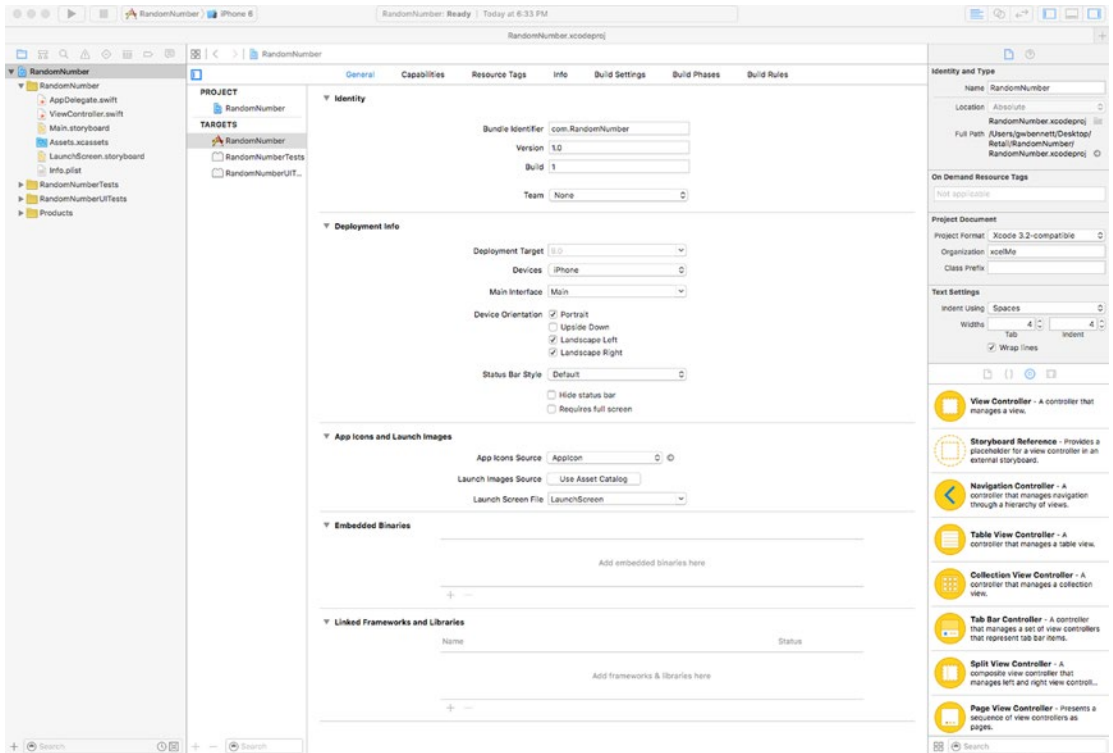 RandomNumber
iPhone 6
RandomNumber: Ready | Today at 6:33 PM
RandomNumber.xcodeproj
RandomNumber
RandomNumber
RandomNumber
AppDelegate.swift
ViewController.swift
Main.storyboard
Assets.xcassets
LaunchScreen.storyboard
Info.plist
RandomNumberTests
RandomNumberUITests
Products
Search
General Capabilities Resource Tags Info Build Settings Build Phases Build Rules
PROJECT
RandomNumber
TARGETS
RandomNumber
RandomNumberTests
RandomNumberUIT...
Search
Identity
Bundle Identifier com.RandomNumber
Version 1.0
Build 1
Team None
Deployment Info
Deployment Target 9.0
Devices iPhone
Main Interface Main
Device Orientation Portrait
Upside Down
Landscape Left
Landscape Right
Status Bar Style Default
Hide status bar
Requires full screen
App Icons and Launch Images
App Icons Source AppIcon
Launch Images Source Use Asset Catalog
Launch Screen File LaunchScreen
Embedded Binaries
Add embedded binaries here
Linked Frameworks and Libraries
Name Status
Add frameworks & libraries here
Identity and Type
Name RandomNumber
Location Absolute
RandomNumber.xcodeproj
Full Path /Users/gwbennett/Desktop/
Retail/RandomNumber/
RandomNumber.xcodeproj
On Demand Resource Tags
Not applicable
Project Document
Project Format Xcode 3.2-compatible
Organization xcelMe
Class Prefix
Text Settings
Indent Using Spaces
Widths 4 4
Tab Indent
Wrap lines
View Controller - A controller that
manages a view.
Storyboard Reference - Provides a
placeholder for a view controller in an
external storyboard.
Navigation Controller - A
controller that manages navigation
through a hierarchy of views.
Table View Controller - A
controller that manages a table view.
Collection View Controller - A
controller that manages a collection
view.
Tab Bar Controller - A controller
that manages a set of view controllers
that represent tab bar items.
Split View Controller - A
composite view controller that
manages left and right view controll...
Page View Controller - Presents a
sequence of view controllers as
pages.
Search